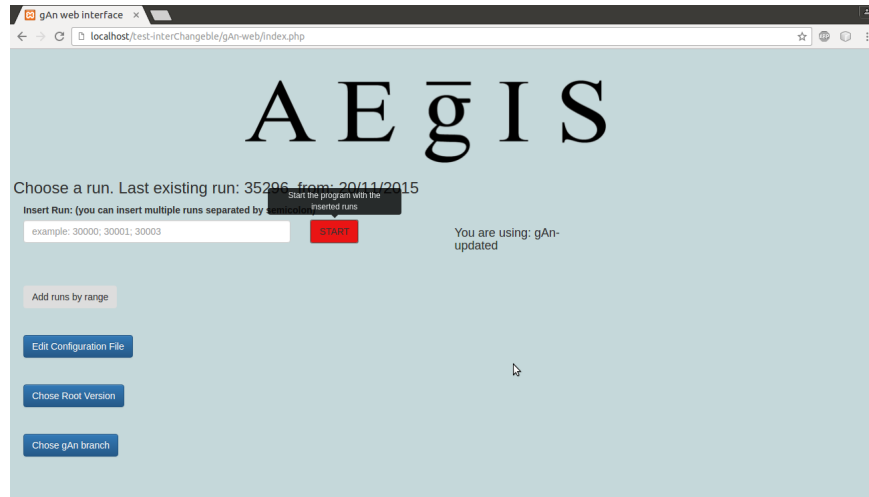 gAn web interface
localhost/test-interChangeble/gAn-web/index.php
AEḡIS
Choose a run. Last existing run: 35296, from: 20/11/2015
Start the program with the
inserted runs
Insert Run: (you can insert multiple runs separated by semicolon)
example: 30000; 30001; 30003
START
You are using: gAn-
updated
Add runs by range
Edit Configuration File
Chose Root Version
Chose gAn branch